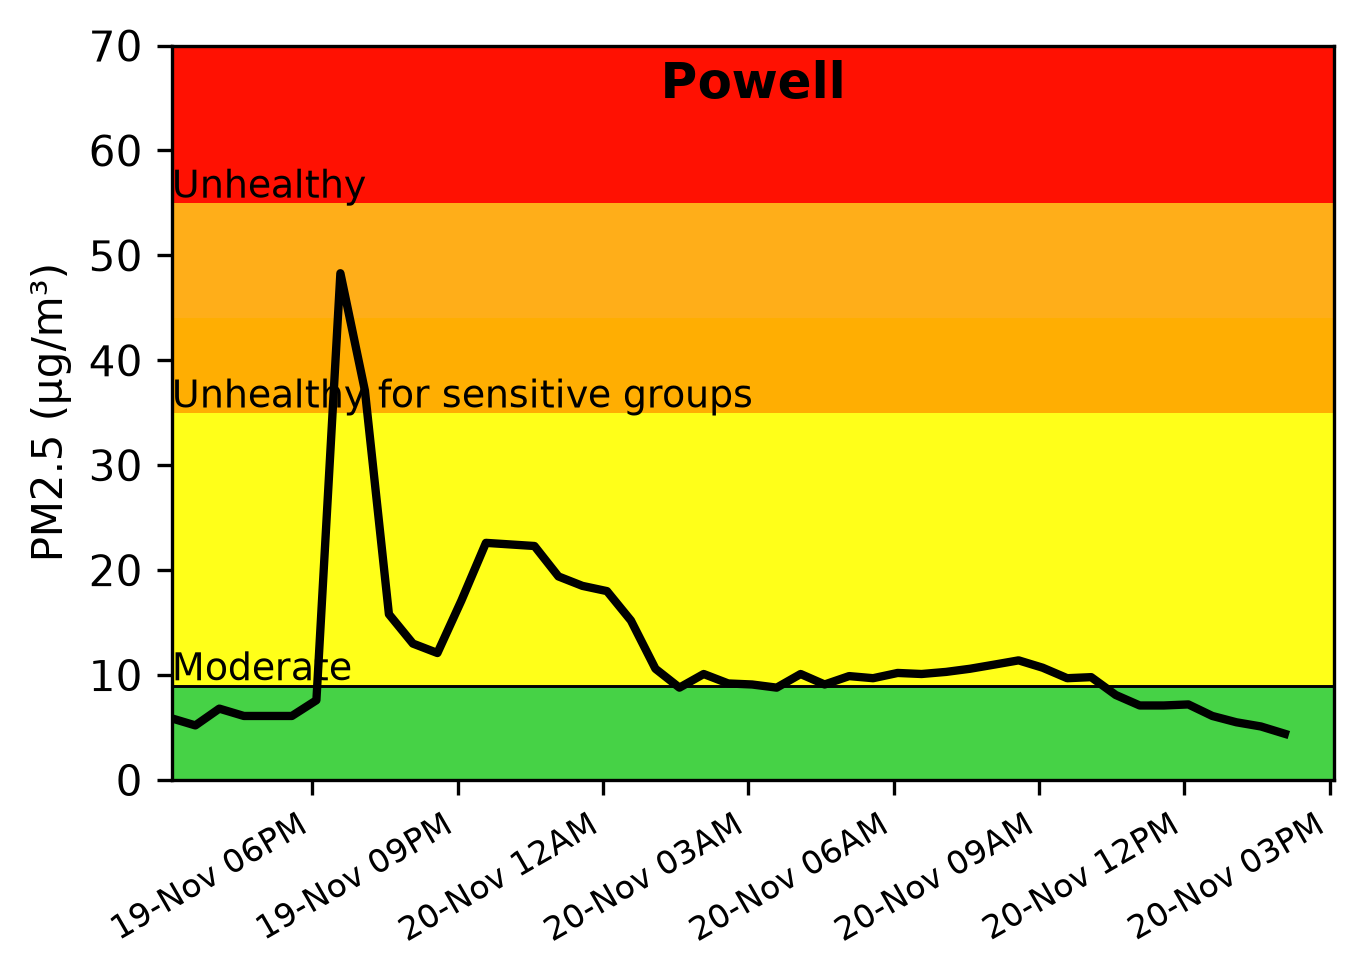 Powell
70
60
50
40
30
20
10
0
PM2.5 (µg/m³)
Unhealthy
Unhealthy for sensitive groups
Moderate
19-Nov 06PM
19-Nov 09PM
20-Nov 12AM
20-Nov 03AM
20-Nov 06AM
20-Nov 09AM
20-Nov 12PM
20-Nov 03PM